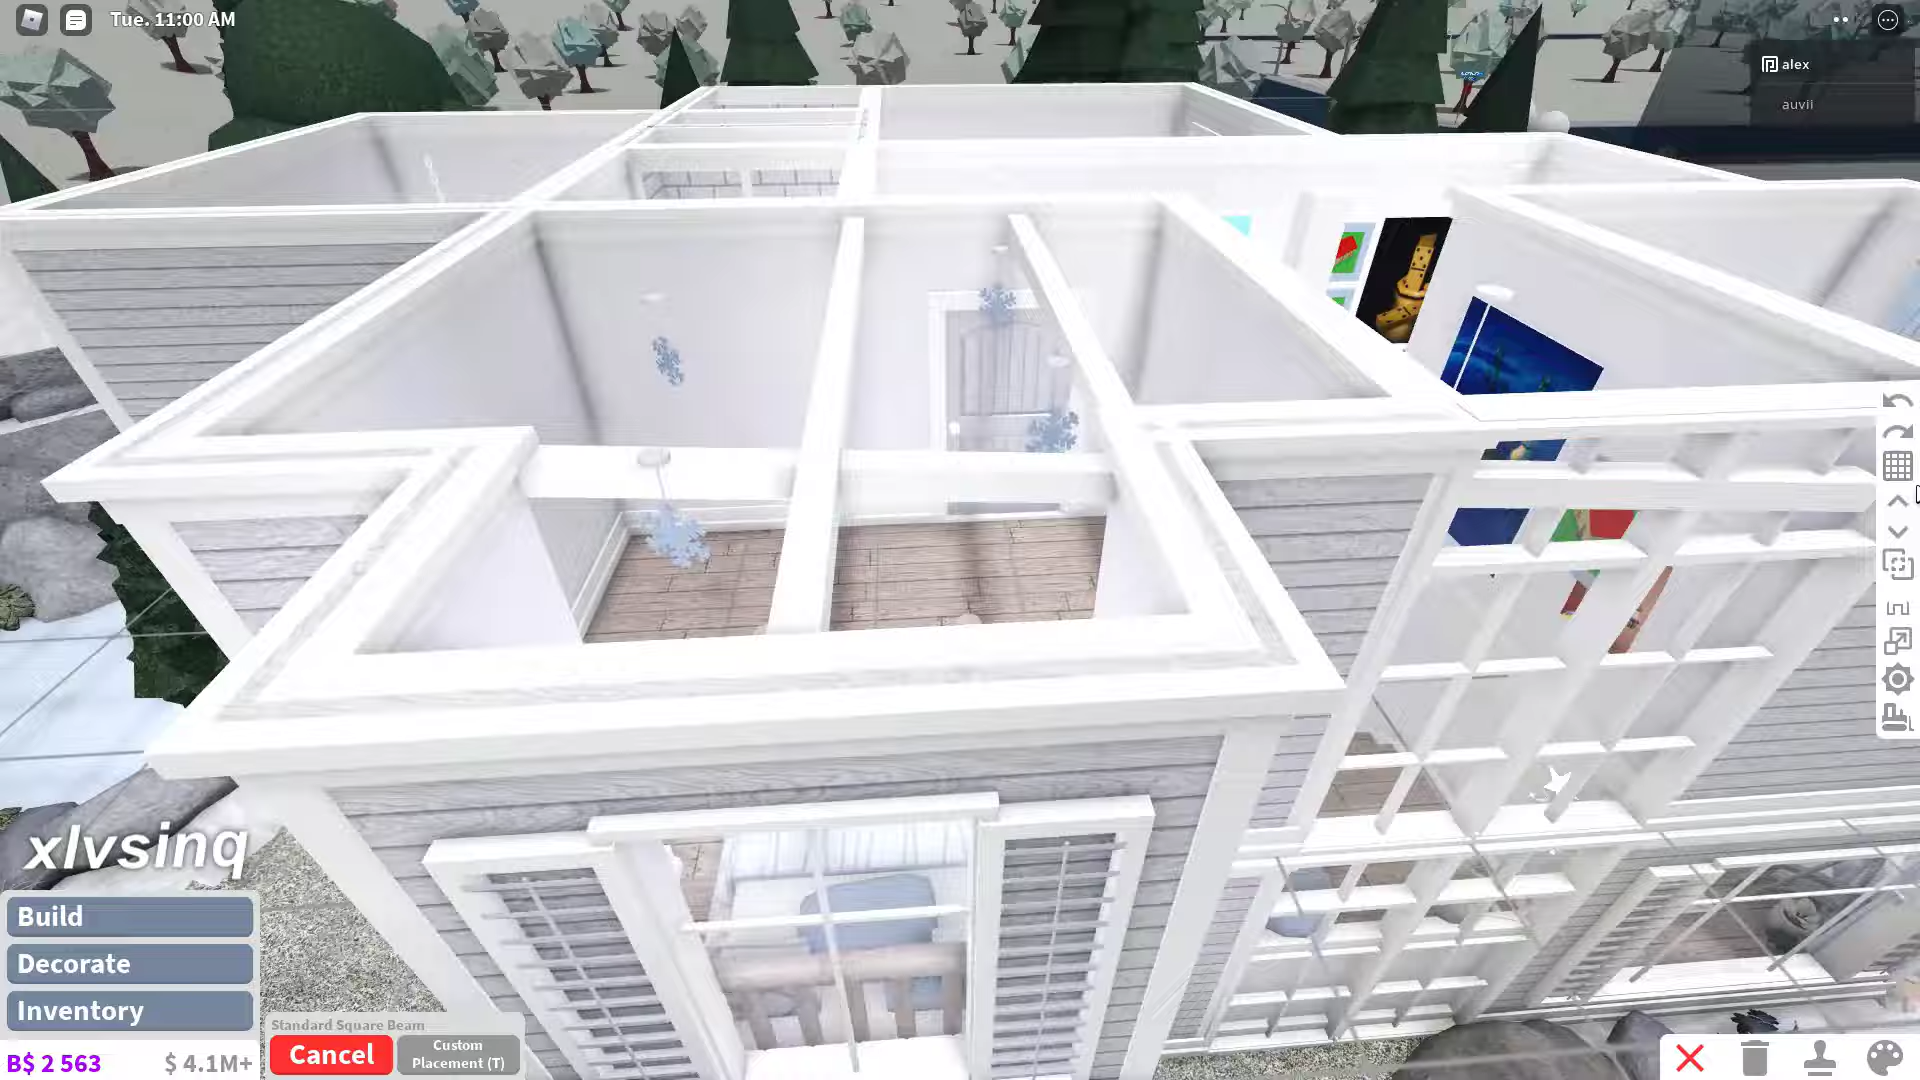 Tue. 11:00 AM
alex
auvii
xlvsinq
Build
Decorate
Inventory
B$ 2 563
$ 4.1M+
Standard Square Beam
Cancel
Custom
Placement (T)